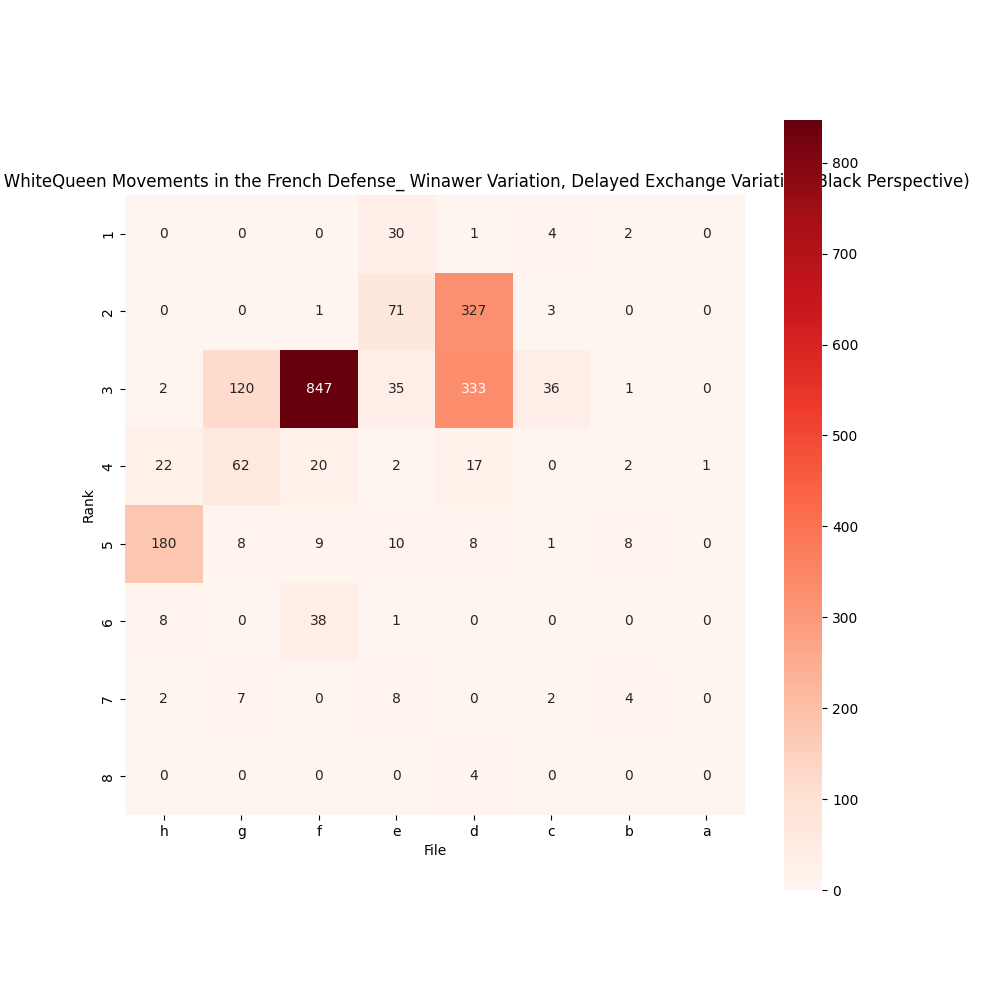 WhiteQueen Movements in the French Defense_ Winawer Variation, Delayed Exchange Black Perspective)
800
1 0 0 0 30 1 4 2 0
700
2 0 0 1 71 327 3 0 0
600
3 2 120 847 35 333 36 1 0
500
4 22 62 20 2 17 0 2 1
Rank
400
5 180 8 9 10 8 1 8 0
300
6 8 0 38 1 0 0 0 0
200
7 2 7 0 8 0 2 4 0
100
8 0 0 0 0 4 0 0 0
h g f e d c b a
File
0